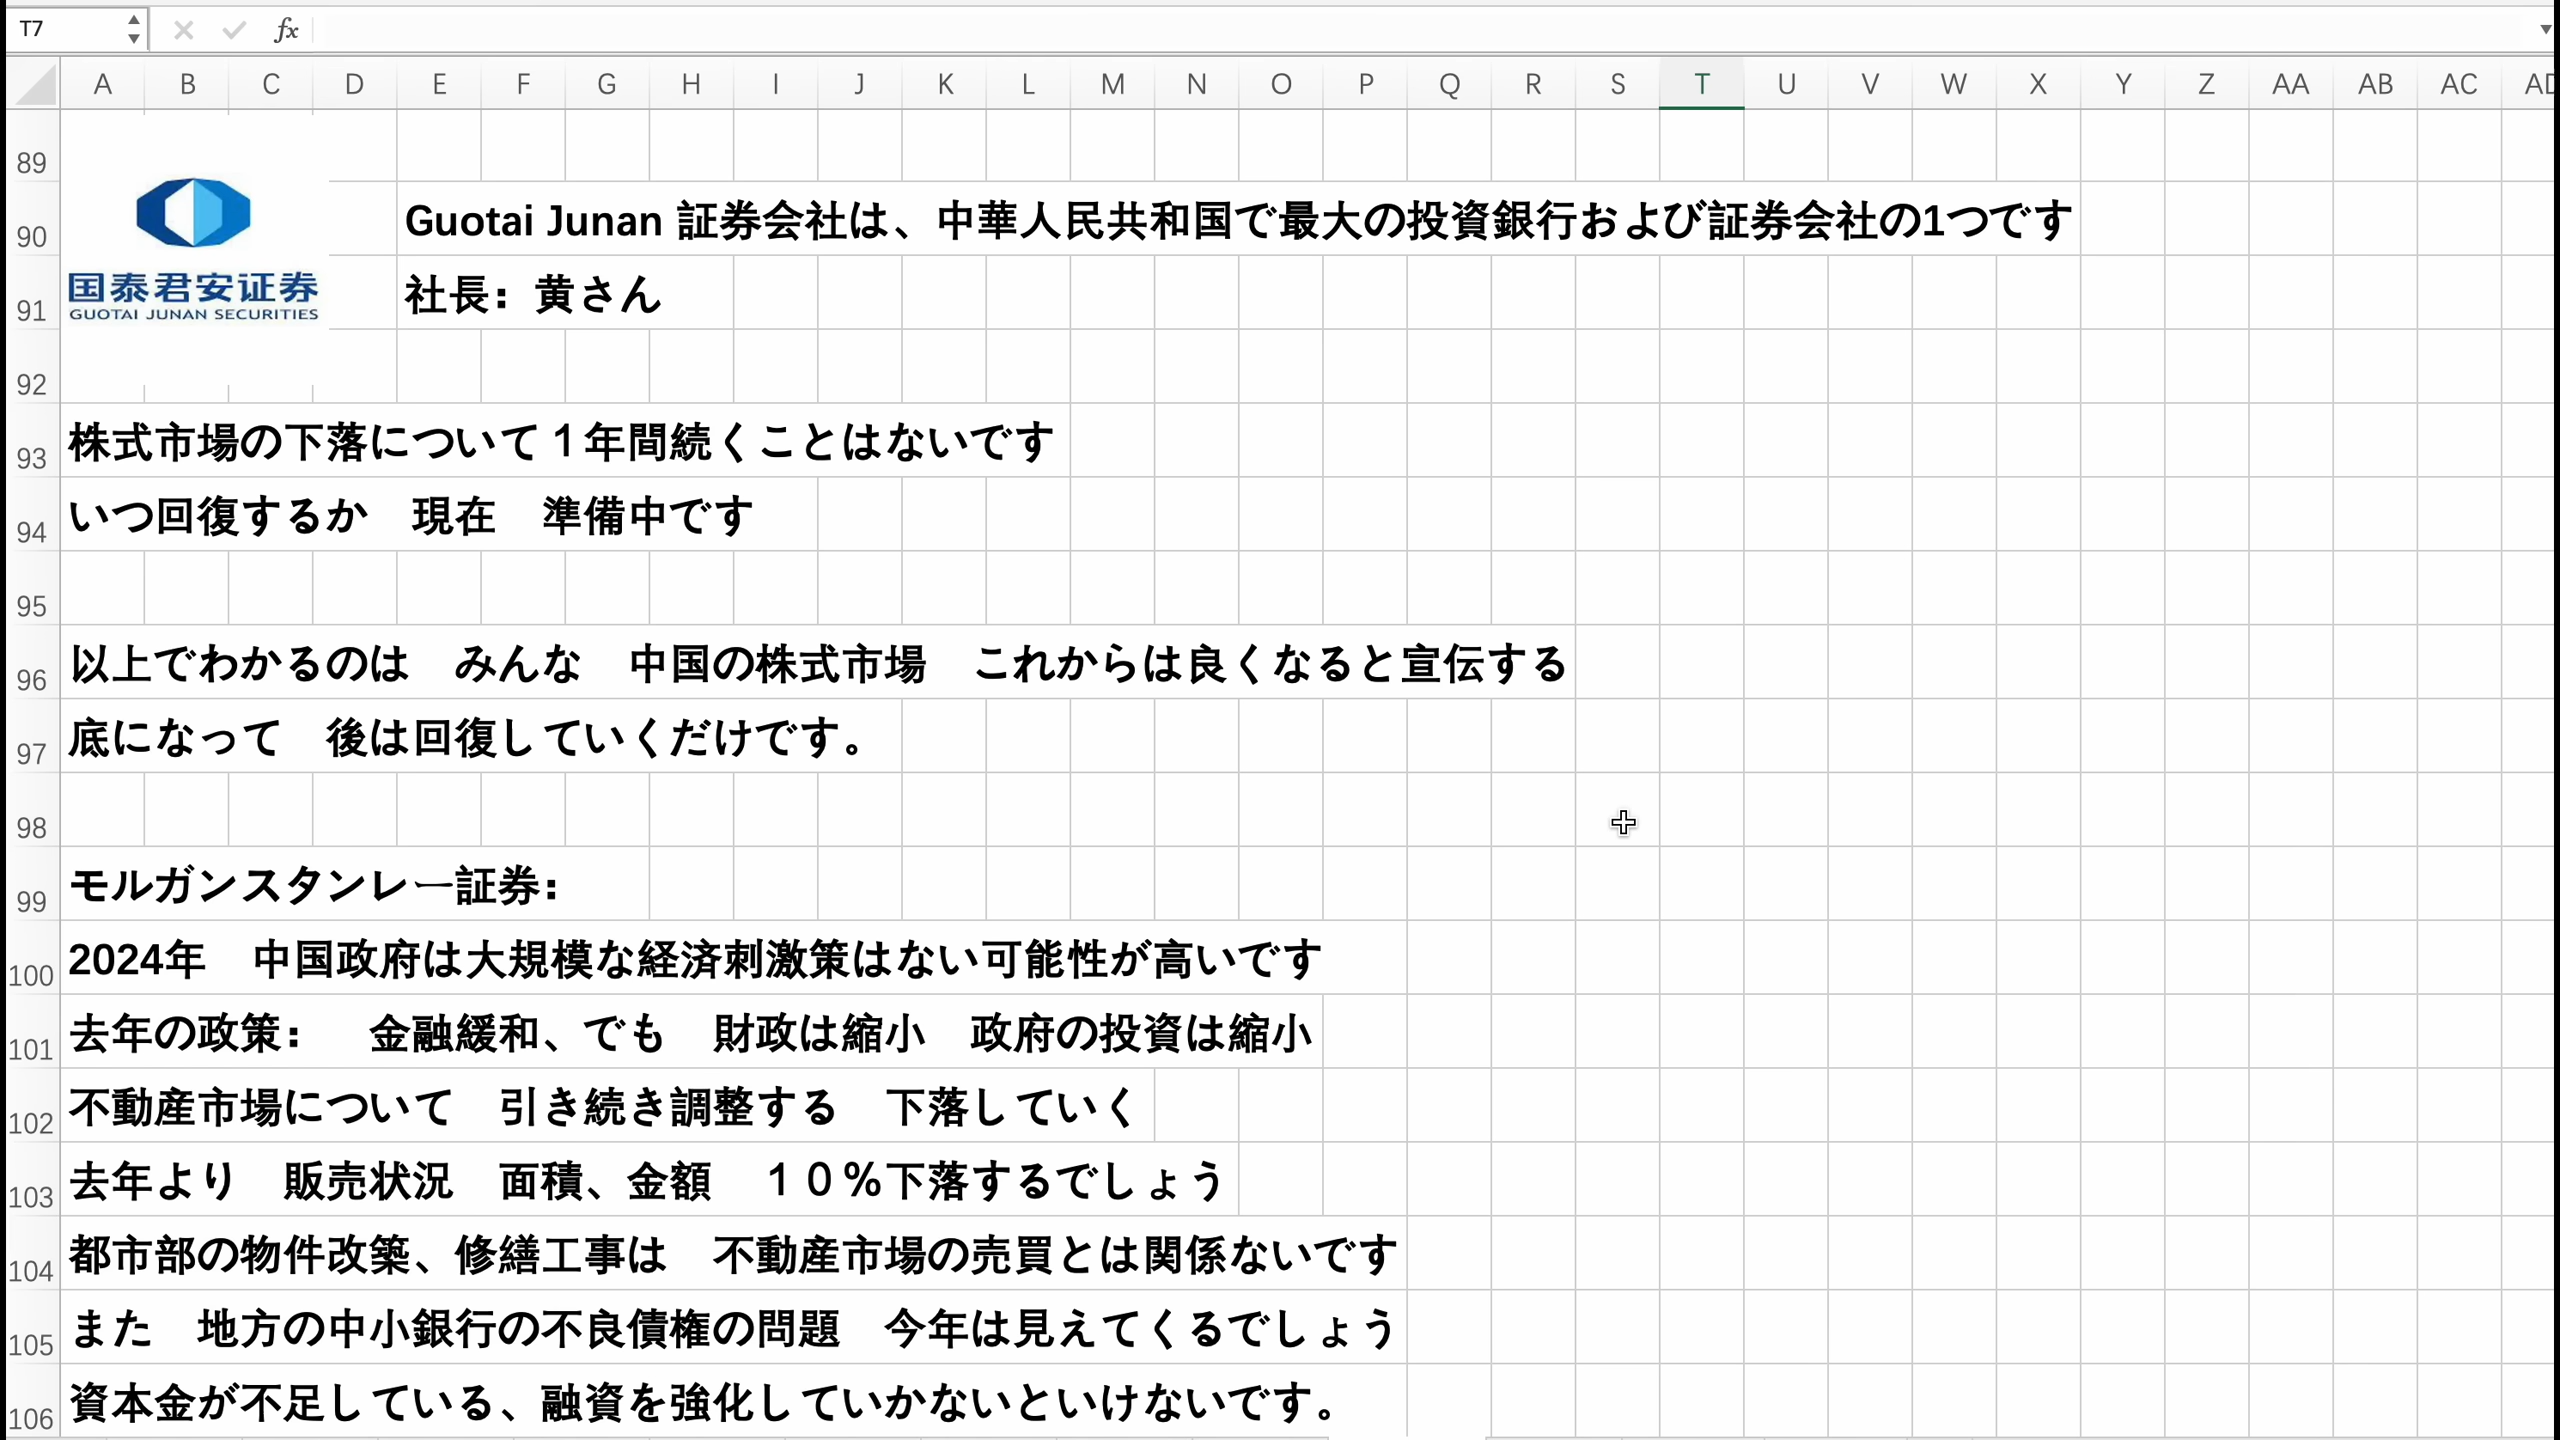 T7
fx
A B C D E F G H I J K L M N O P Q R S T U V W X Y Z AA AB AC AD
89
90 Guotai Junan 証券会社は、中華人民共和国で最大の投資銀行および証券会社の1つです
国泰君安证券
91 社長：黄さん
GUOTAI JUNAN SECURITIES
92
93 株式市場の下落について１年間続くことはないです
94 いつ回復するか　現在　準備中です
95
96 以上でわかるのは　みんな　中国の株式市場　これからは良くなると宣伝する
97 底になって　後は回復していくだけです。
98
99 モルガンスタンレー証券：
100 2024年　中国政府は大規模な経済刺激策はない可能性が高いです
101 去年の政策：　金融緩和、でも　財政は縮小　政府の投資は縮小
102 不動産市場について　引き続き調整する　下落していく
103 去年より　販売状況　面積、金額　１０％下落するでしょう
104 都市部の物件改築、修繕工事は　不動産市場の売買とは関係ないです
105 また　地方の中小銀行の不良債権の問題　今年は見えてくるでしょう
106 資本金が不足している、融資を強化していかないといけないです。